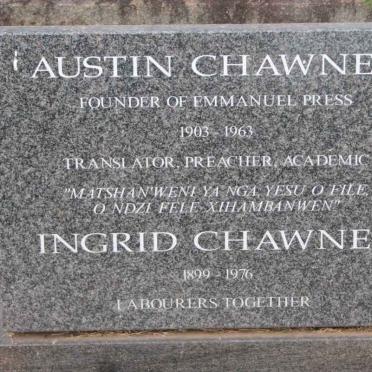 AUSTIN CHAWNE
FOUNDER OF EMMANUEL PRESS
1903 - 1963
TRANSLATOR, PREACHER, ACADEMIC
"MATSHAN'WENI YA NGA, YESU O FILE,
O NDZI FELE XIHAMBANWEN"
INGRID CHAWNE
1899 - 1976
LABOURERS TOGETHER